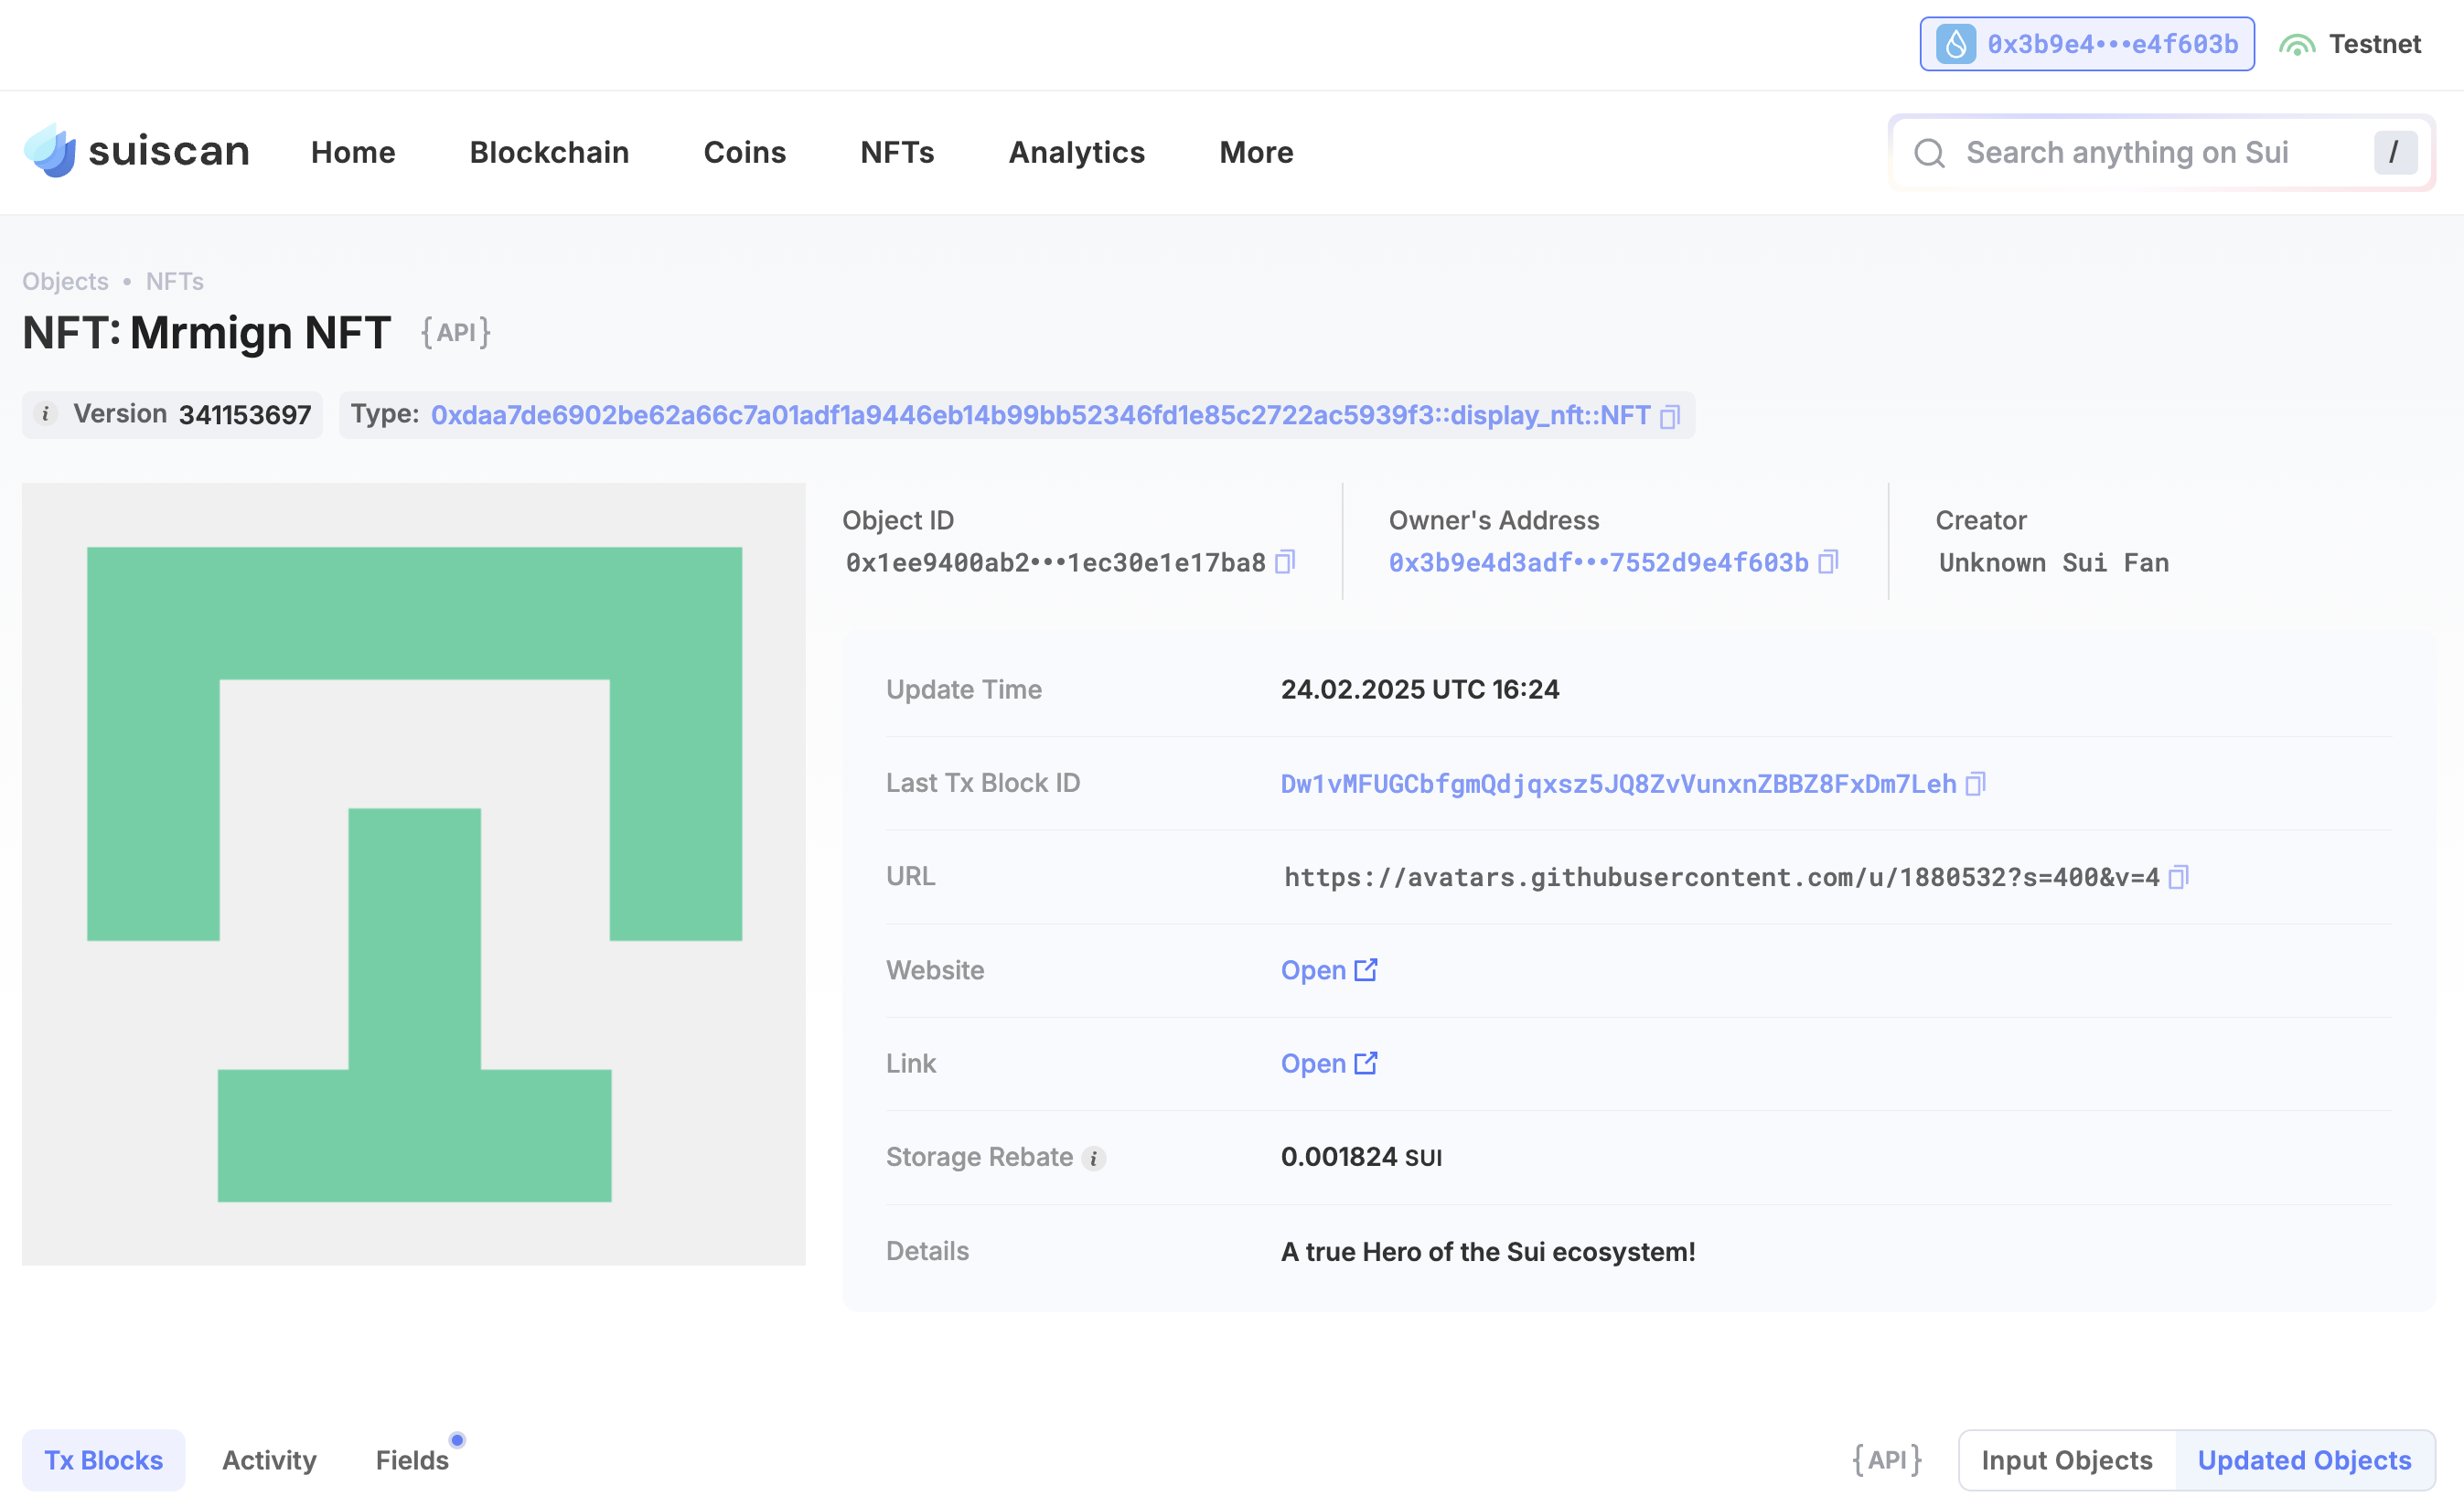 0x3b9e4•••e4f603b
Testnet
suiscan
Home
Blockchain
Coins
NFTs
Analytics
More
Search anything on Sui
/
Objects • NFTs
NFT: Mrmign NFT {API}
i Version 341153697
Type: 0xdaa7de6902be62a66c7a01adf1a9446eb14b99bb52346fd1e85c2722ac5939f3::display_nft::NFT
Object ID
0x1ee9400ab2•••1ec30e1e17ba8
Owner's Address
0x3b9e4d3adf•••7552d9e4f603b
Creator
Unknown Sui Fan
Update Time
24.02.2025 UTC 16:24
Last Tx Block ID
Dw1vMFUGCbfgmQdjqxsz5JQ8ZvVunxnZBBZ8FxDm7Leh
URL
https://avatars.githubusercontent.com/u/1880532?s=400&v=4
Website
Open
Link
Open
Storage Rebate i
0.001824 SUI
Details
A true Hero of the Sui ecosystem!
Tx Blocks
Activity
Fields
{API}
Input Objects
Updated Objects